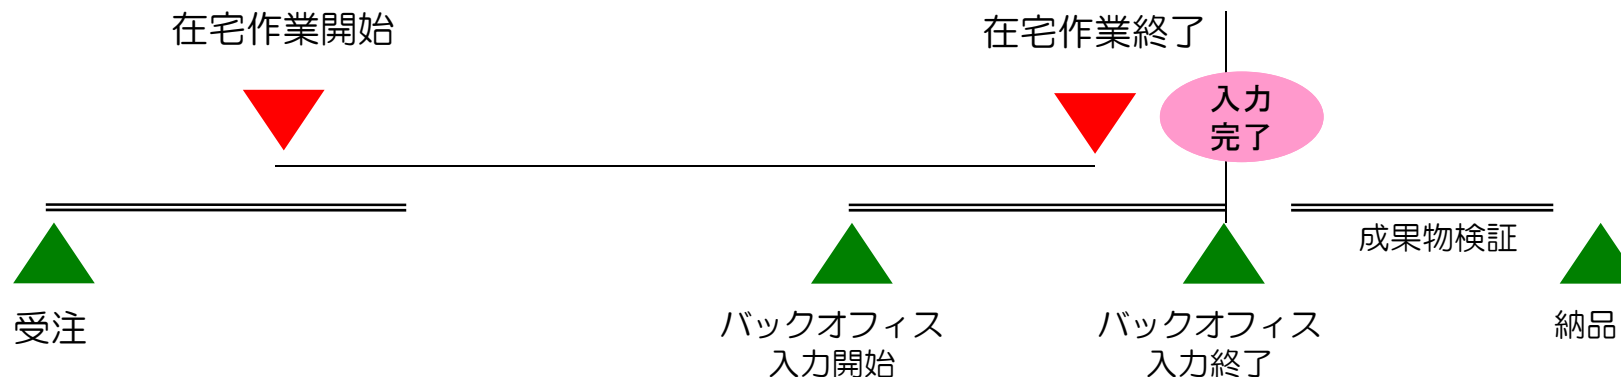 在宅作業開始
在宅作業終了
入力
完了
成果物検証
受注
バックオフィス
入力開始
バックオフィス
入力終了
納品